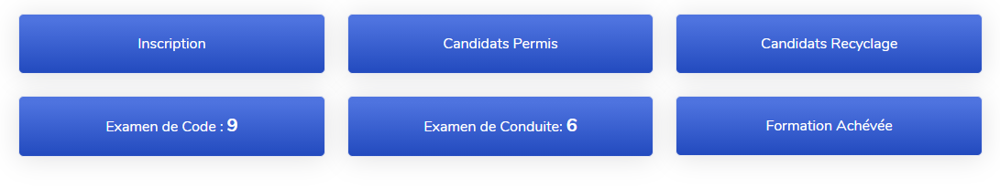 Inscription
Candidats Permis
Candidats Recyclage
Examen de Code : 9
Examen de Conduite: 6
Formation Achévée